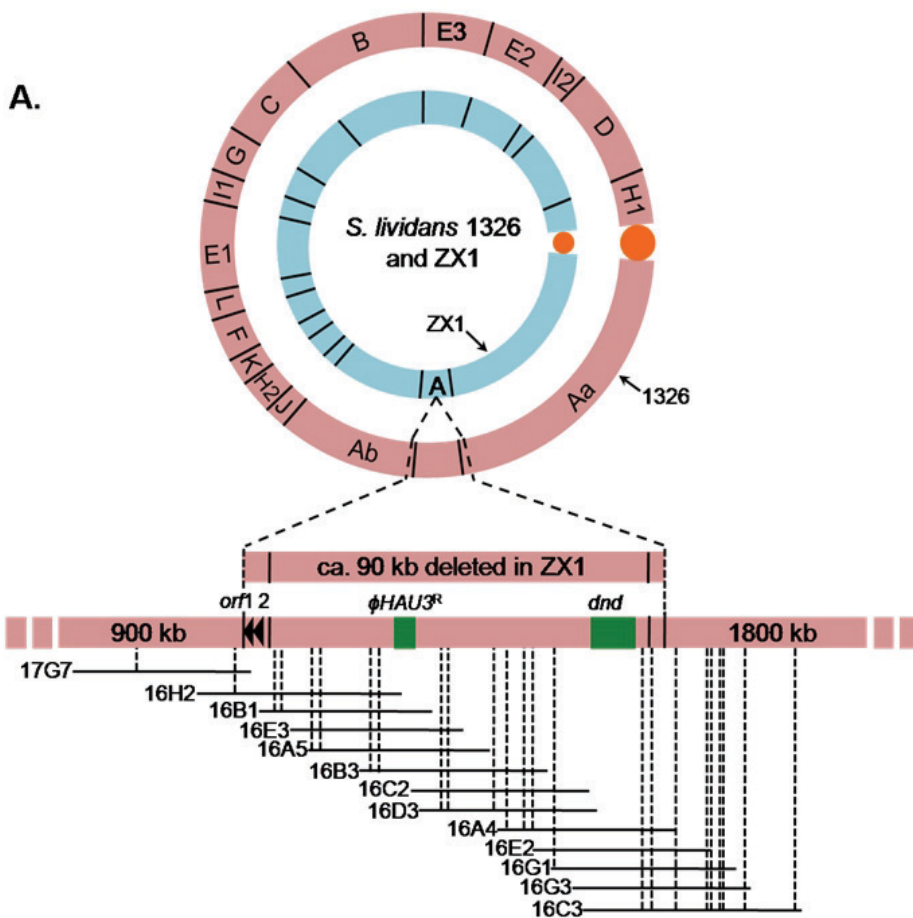 A.
B
E3
E2
I2
D
H1
C
G
I1
E1
L
F
K
H2
J
Ab
Aa
S. lividans 1326
and ZX1
ZX1
A
1326
ca. 90 kb deleted in ZX1
orf1 2
ϕHAU3ᴿ
dnd
900 kb
1800 kb
17G7
16H2
16B1
16E3
16A5
16B3
16C2
16D3
16A4
16E2
16G1
16G3
16C3